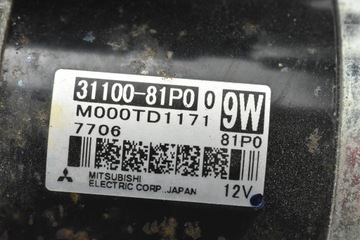 31100-81P0 0 9W
M000TD1171
7706 81P0
MITSUBISHI
ELECTRIC CORP. JAPAN 12V